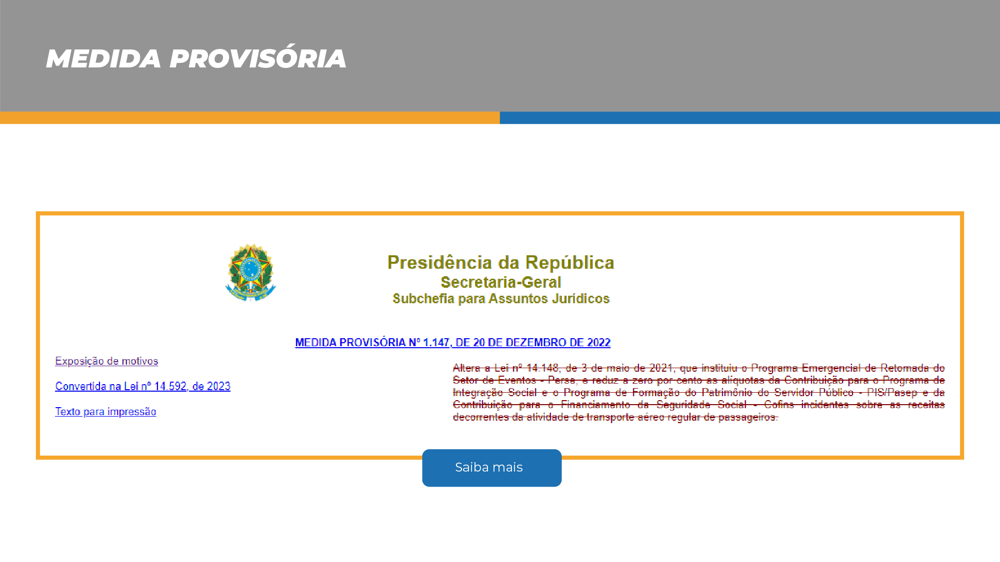 MEDIDA PROVISÓRIA
Presidência da República
Secretaria-Geral
Subchefia para Assuntos Jurídicos
MEDIDA PROVISÓRIA Nº 1.147, DE 20 DE DEZEMBRO DE 2022
Exposição de motivos
Convertida na Lei nº 14.592, de 2023
Texto para impressão
Altera a Lei nº 14.148, de 3 de maio de 2021, que instituiu o Programa Emergencial de Retomada do
Setor de Eventos - Perse, e reduz a zero por cento as alíquotas da Contribuição para o Programa de
Integração Social e o Programa de Formação do Patrimônio do Servidor Público - PIS/Pasep e da
Contribuição para o Financiamento da Seguridade Social - Cofins incidentes sobre as receitas
decorrentes da atividade de transporte aéreo regular de passageiros.
Saiba mais